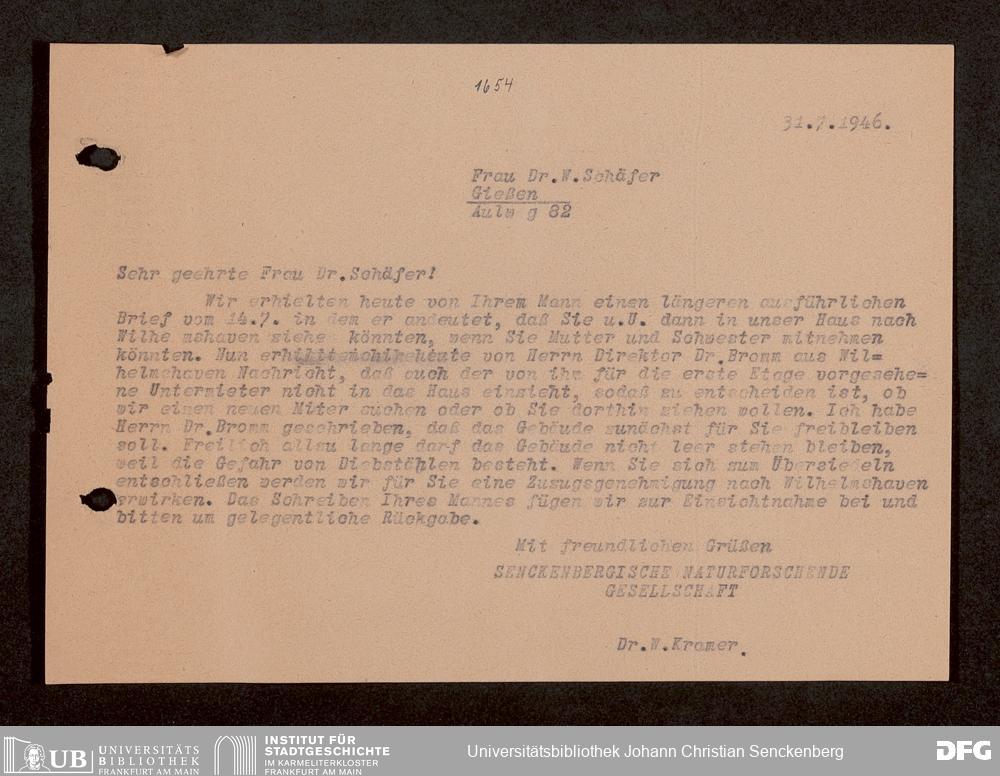 1654
31.7.1946.
Frau Dr.W.Schäfer
Gießen
Aulw g 82
Sehr geehrte Frau Dr.Schäfer!
Wir erhielten heute von Ihrem Mann einen längeren ausführlichen
Brief vom 14.7. in dem er andeutet, daß Sie u.U. dann in unser Haus nach
Wilhe mshaven ziehe könnten, wenn Sie Mutter und Schwester mitnehmen
könnten. Nun heute von Herrn Direktor Dr.Bromm aus Wil=
helmshaven Nachricht, daß auch der von ihm für die erste Etage vorgesehe=
ne Untermieter nicht in das Haus einzieht, sodaß zu entscheiden ist, ob
wir einen neuen Miter suchen oder ob Sie dorthin ziehen wollen. Ich habe
Herrn Dr.Bromm geschrieben, daß das Gebäude zunächst für Sie freibleiben
soll. Freilich allzu lange darf das Gebäude nicht leer stehen bleiben,
weil die Gefahr von Diebstählen besteht. Wenn Sie sich zum Übersiedeln
entschließen werden wir für Sie eine Zuzugsgenehmigung nach Wilhelmshaven
erwirken. Das Schreiben Ihres Mannes fügen wir zur Einsichtnahme bei und
bitten um gelegentliche Rückgabe.
Mit freundlichen Grüßen
SENCKENBERGISCHE NATURFORSCHENDE
GESELLSCHAFT
Dr.W.Kramer.
UB UNIVERSITÄTS
BIBLIOTHEK
FRANKFURT AM MAIN
INSTITUT FÜR
STADTGESCHICHTE
IM KARMELITERKLOSTER
FRANKFURT AM MAIN
Universitätsbibliothek Johann Christian Senckenberg
DFG